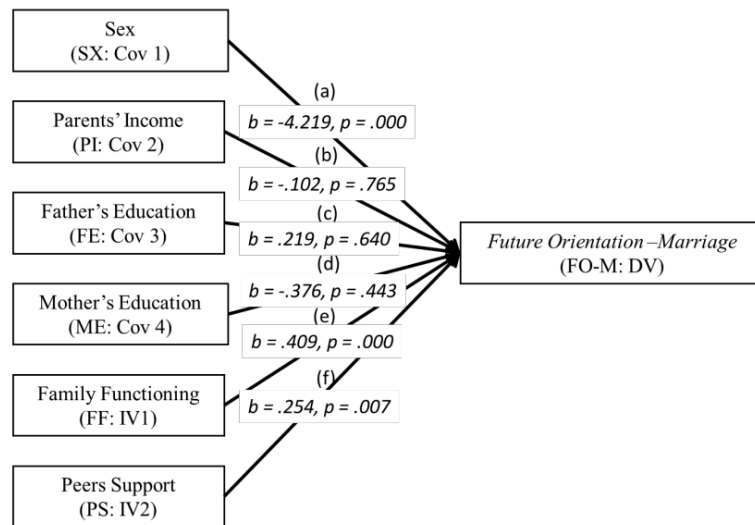 Sex
(SX: Cov 1)
(a)
b = -4.219, p = .000
Parents' Income
(PI: Cov 2)
(b)
b = -.102, p = .765
Father's Education
(FE: Cov 3)
(c)
b = .219, p = .640
Future Orientation –Marriage
(FO-M: DV)
(d)
b = -.376, p = .443
Mother's Education
(ME: Cov 4)
(e)
b = .409, p = .000
Family Functioning
(FF: IV1)
(f)
b = .254, p = .007
Peers Support
(PS: IV2)